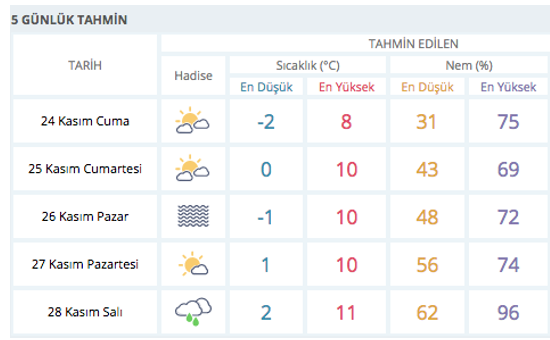 5 GÜNLÜK TAHMİN
TARİH
TAHMİN EDİLEN
Hadise
Sıcaklık (°C)
Nem (%)
En Düşük
En Yüksek
En Düşük
En Yüksek
24 Kasım Cuma -2 8 31 75
25 Kasım Cumartesi 0 10 43 69
26 Kasım Pazar -1 10 48 72
27 Kasım Pazartesi 1 10 56 74
28 Kasım Salı 2 11 62 96